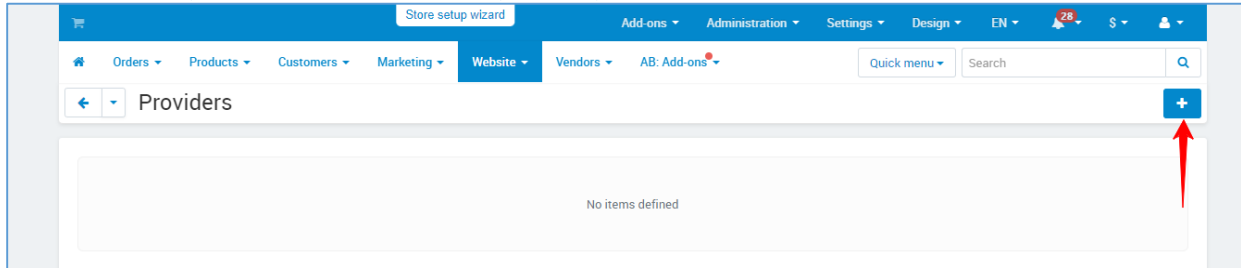 Store setup wizard
Add-ons Administration Settings Design EN 28 $
Orders Products Customers Marketing Website Vendors AB: Add-ons Quick menu Search
Providers
No items defined